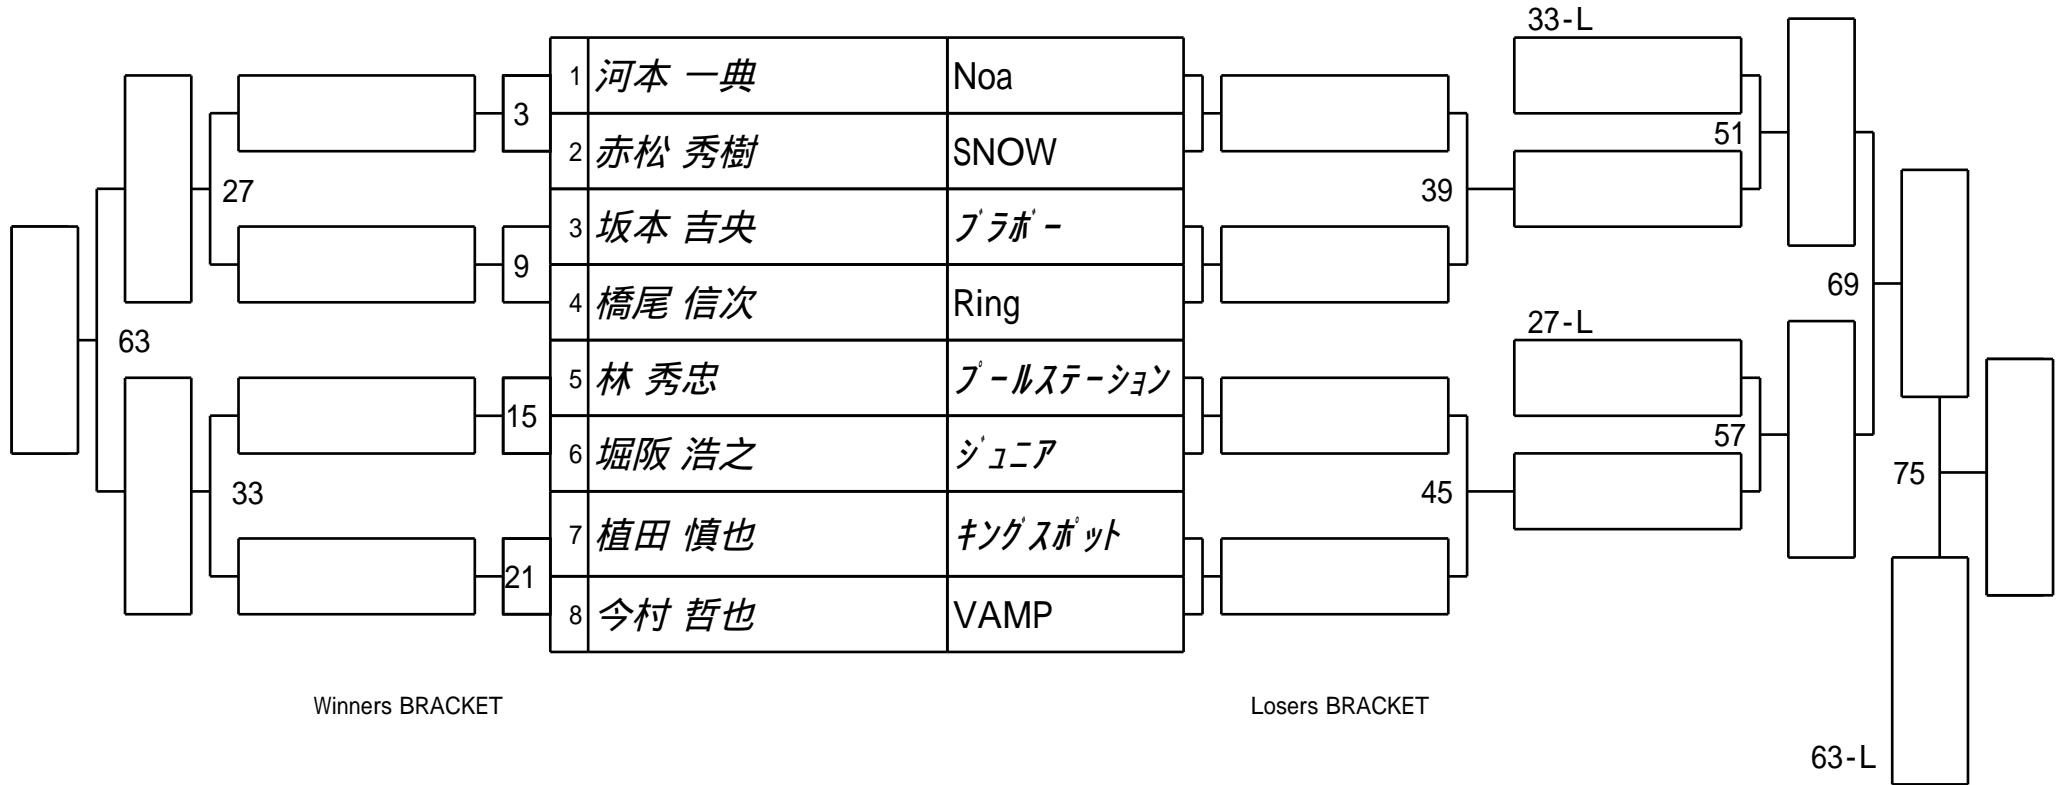 33-L
1 河本 一典 Noa
3
2 赤松 秀樹 SNOW
51
27
39
3 坂本 吉央 ブラボー
9
4 橋尾 信次 Ring
69
63
27-L
5 林 秀忠 プールステーション
15
57
6 堀阪 浩之 ジュニア
33
45
75
7 植田 慎也 キングスポット
21
8 今村 哲也 VAMP
Winners BRACKET
Losers BRACKET
63-L